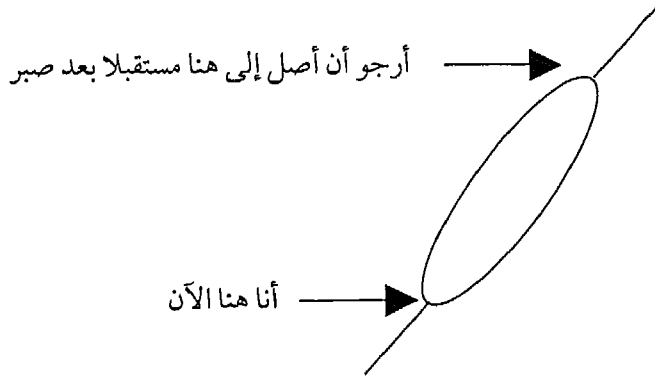 أرجو أن أصل إلى هنا مستقبلا بعد صبر
أنا هنا الآن